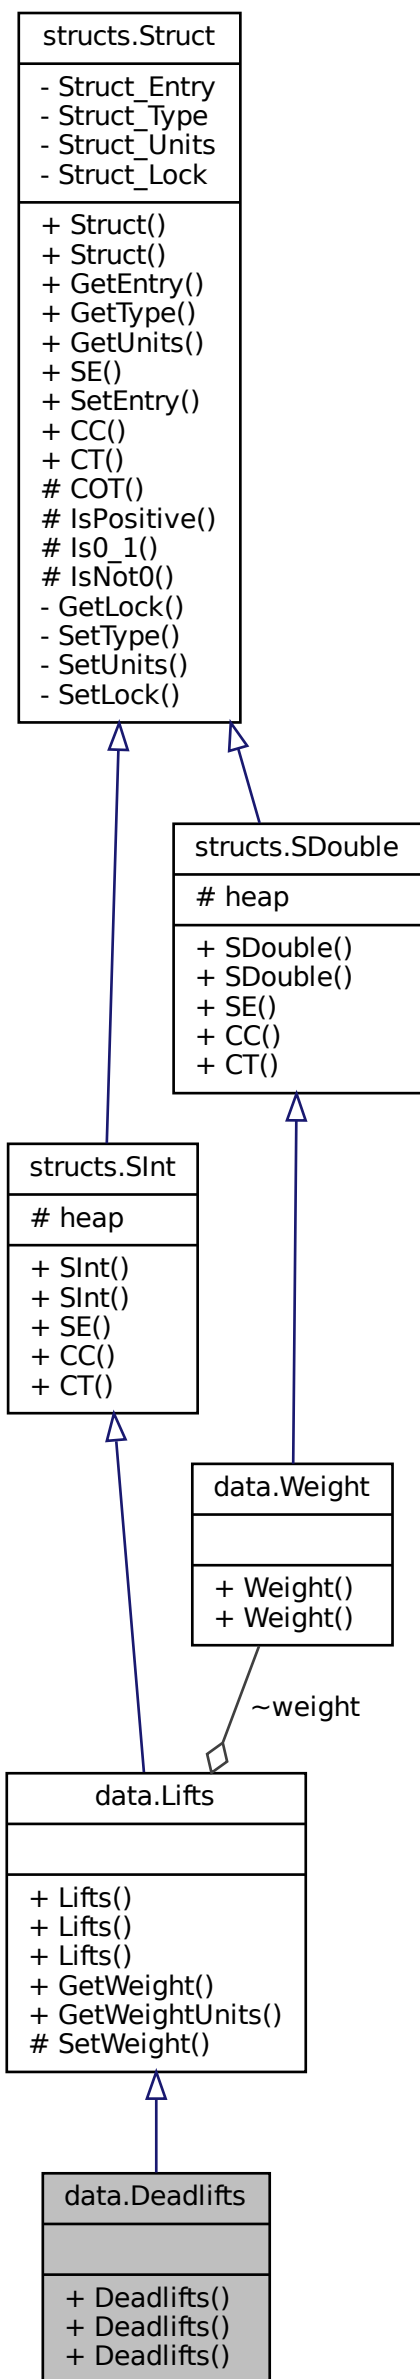 structs.Struct
- Struct_Entry
- Struct_Type
- Struct_Units
- Struct_Lock
+ Struct()
+ Struct()
+ GetEntry()
+ GetType()
+ GetUnits()
+ SE()
+ SetEntry()
+ CC()
+ CT()
# COT()
# IsPositive()
# Is0_1()
# IsNot0()
- GetLock()
- SetType()
- SetUnits()
- SetLock()
structs.SDouble
# heap
+ SDouble()
+ SDouble()
+ SE()
+ CC()
+ CT()
structs.SInt
# heap
+ SInt()
+ SInt()
+ SE()
+ CC()
+ CT()
data.Weight
+ Weight()
+ Weight()
~weight
data.Lifts
+ Lifts()
+ Lifts()
+ Lifts()
+ GetWeight()
+ GetWeightUnits()
# SetWeight()
data.Deadlifts
+ Deadlifts()
+ Deadlifts()
+ Deadlifts()